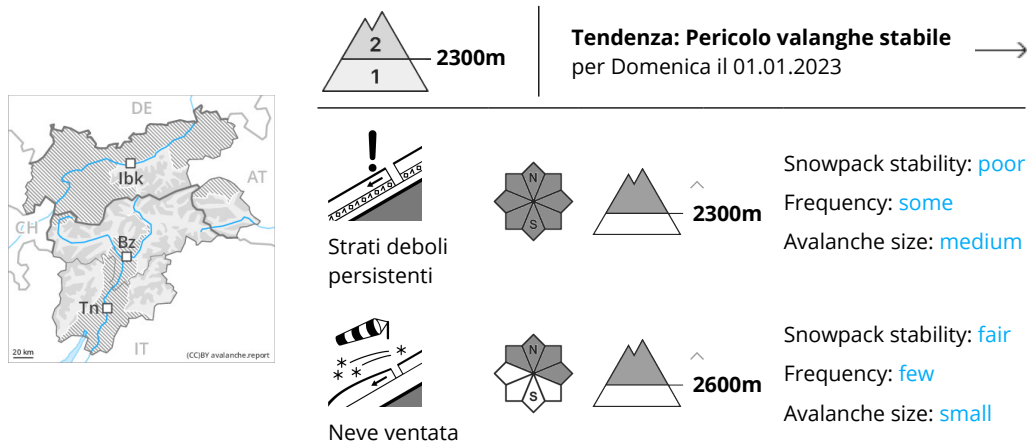 2
1
2300m
Tendenza: Pericolo valanghe stabile
per Domenica il 01.01.2023
DE
Ibk
AT
CH
Bz
Tn
IT
20 km
(CC)BY avalanche.report
N
S
2300m
Strati deboli
persistenti
Snowpack stability: poor
Frequency: some
Avalanche size: medium
N
S
2600m
Neve ventata
Snowpack stability: fair
Frequency: few
Avalanche size: small